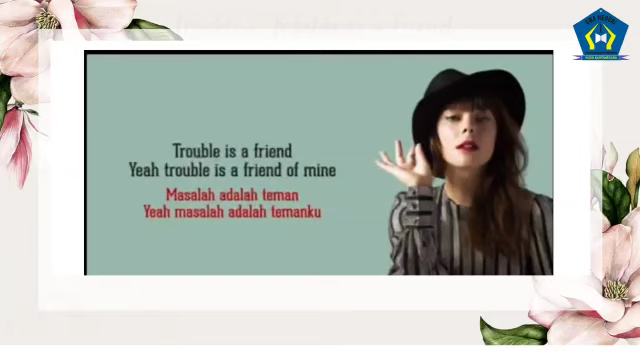 Trouble is a friend
Yeah trouble is a friend of mine
Masalah adalah teman
Yeah masalah adalah temanku